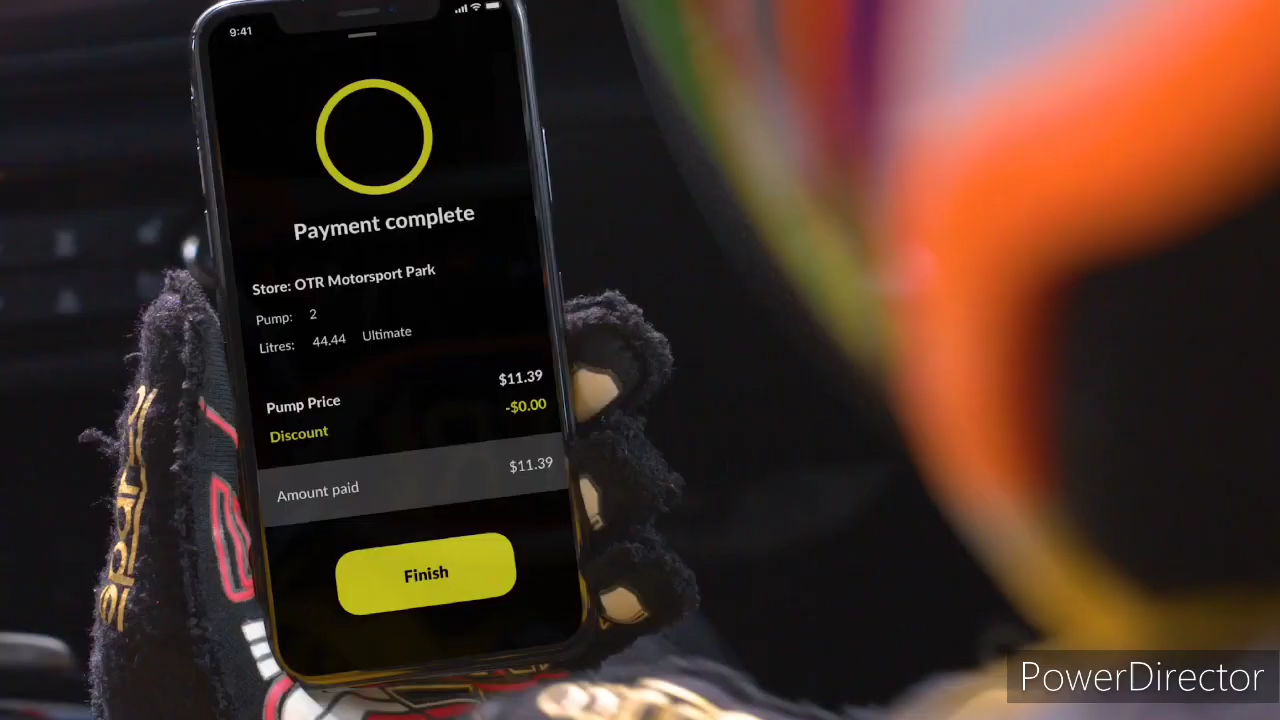 9:41
Payment complete
Store: OTR Motorsport Park
Pump: 2
Litres: 44.44 Ultimate
Pump Price $11.39
Discount -$0.00
Amount paid $11.39
Finish
PowerDirector